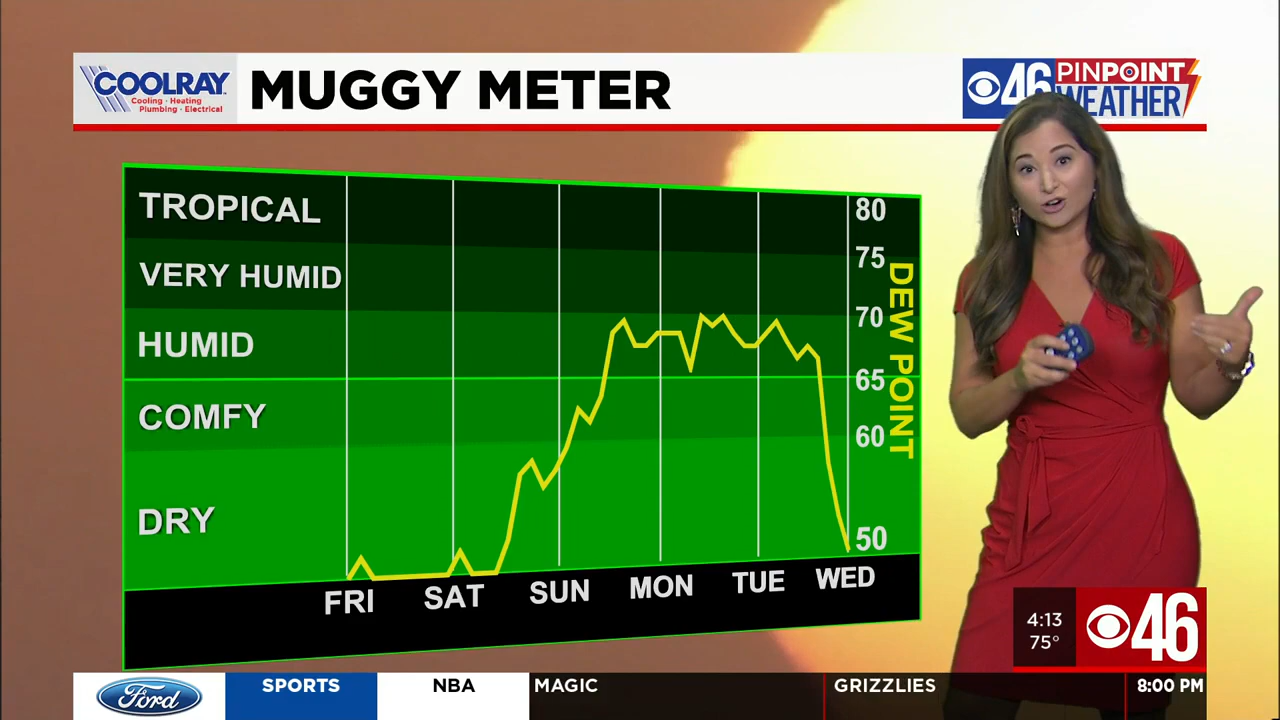 COOLRAY
Cooling · Heating
Plumbing · Electrical
MUGGY METER
46 PINPOINT
WEATHER
TROPICAL
VERY HUMID
HUMID
COMFY
DRY
80
75
70
65
60
50
DEW POINT
FRI SAT SUN MON TUE WED
4:13
75°
46
Ford
SPORTS NBA MAGIC GRIZZLIES 8:00 PM